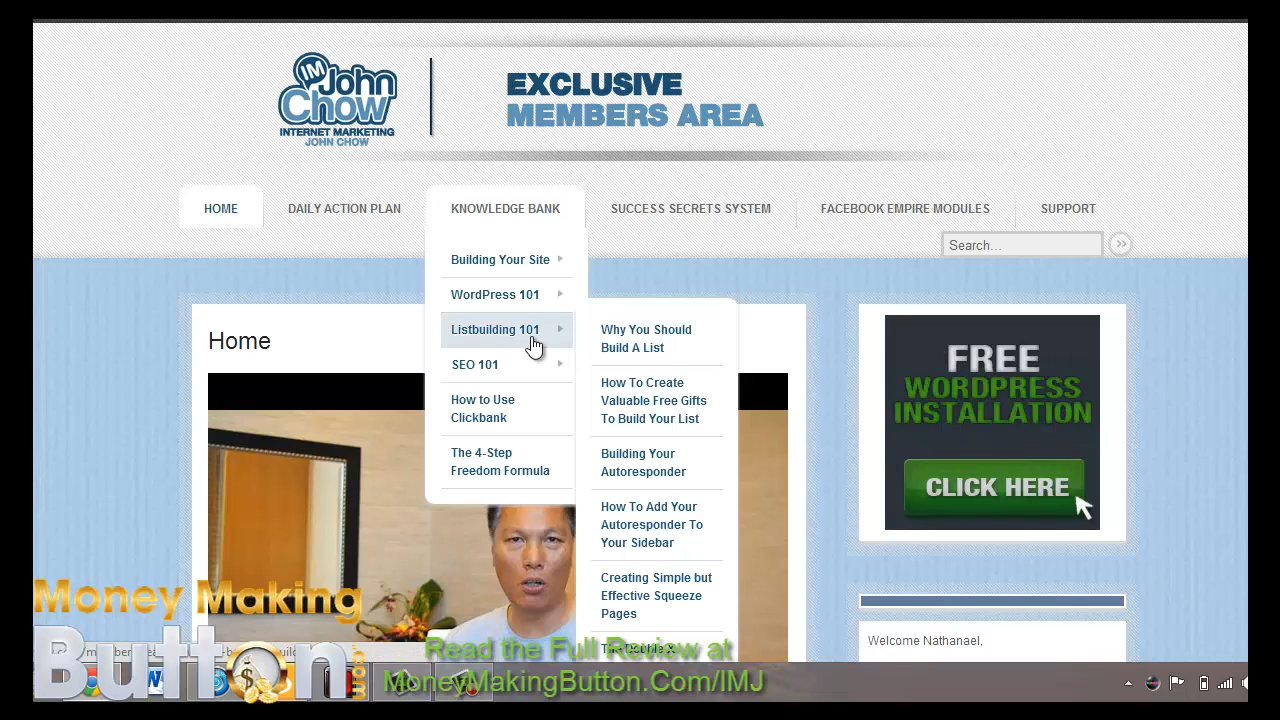 IM
John
Chow
INTERNET MARKETING
JOHN CHOW
EXCLUSIVE
MEMBERS AREA
HOME
DAILY ACTION PLAN
KNOWLEDGE BANK
SUCCESS SECRETS SYSTEM
FACEBOOK EMPIRE MODULES
SUPPORT
Search...
Building Your Site
WordPress 101
Listbuilding 101
SEO 101
How to Use
Clickbank
The 4-Step
Freedom Formula
Why You Should
Build A List
How To Create
Valuable Free Gifts
To Build Your List
Building Your
Autoresponder
How To Add Your
Autoresponder To
Your Sidebar
Creating Simple but
Effective Squeeze
Pages
Home
FREE
WORDPRESS
INSTALLATION
CLICK HERE
Welcome Nathanael,
Money Making
Button
.com
Read the Full Review at
MoneyMakingButton.Com/IMJ